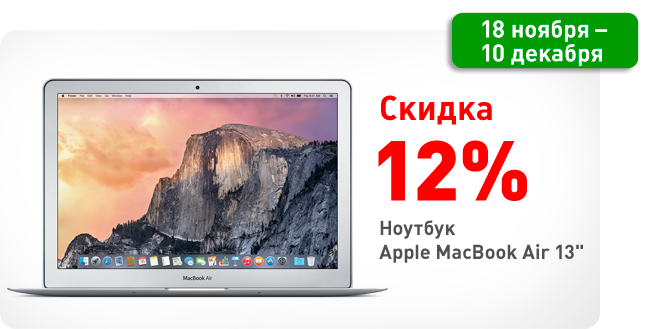 18 ноября –
10 декабря
Скидка
12%
Ноутбук
Apple MacBook Air 13"
MacBook Air